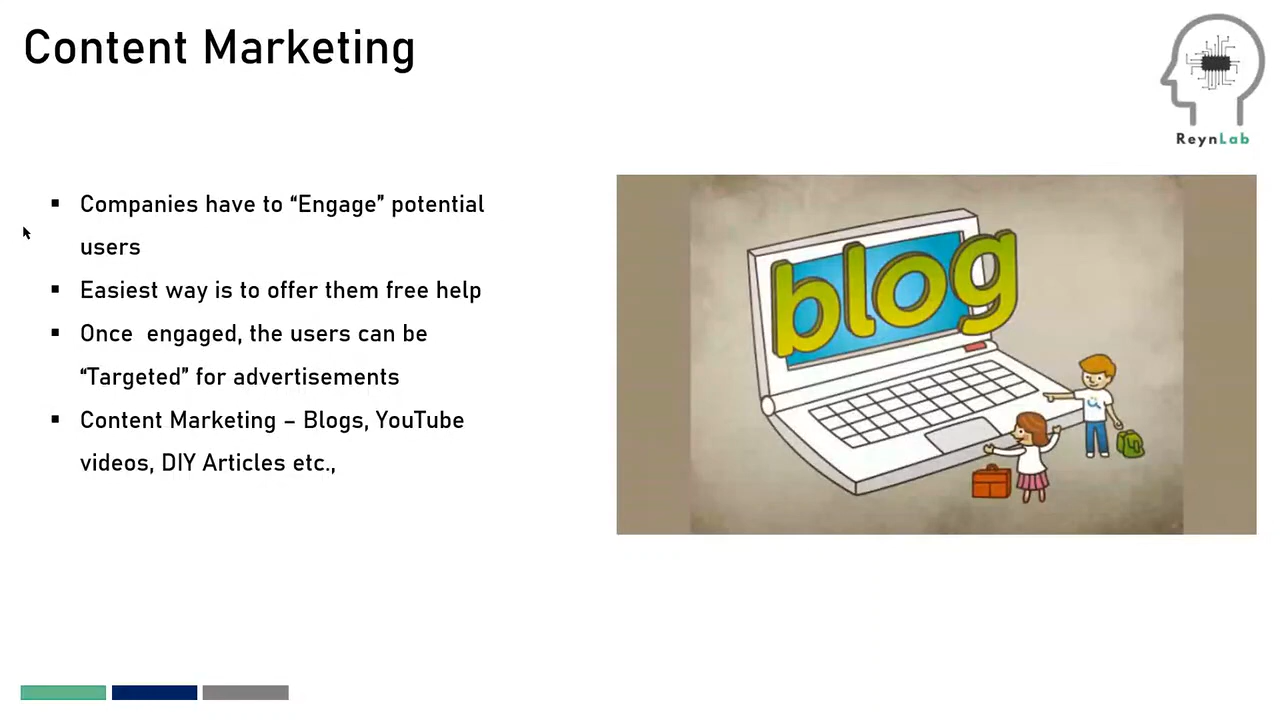 Content Marketing
ReynLab
▪ Companies have to “Engage” potential
users
▪ Easiest way is to offer them free help
▪ Once  engaged, the users can be
“Targeted” for advertisements
▪ Content Marketing – Blogs, YouTube
videos, DIY Articles etc.,
blog